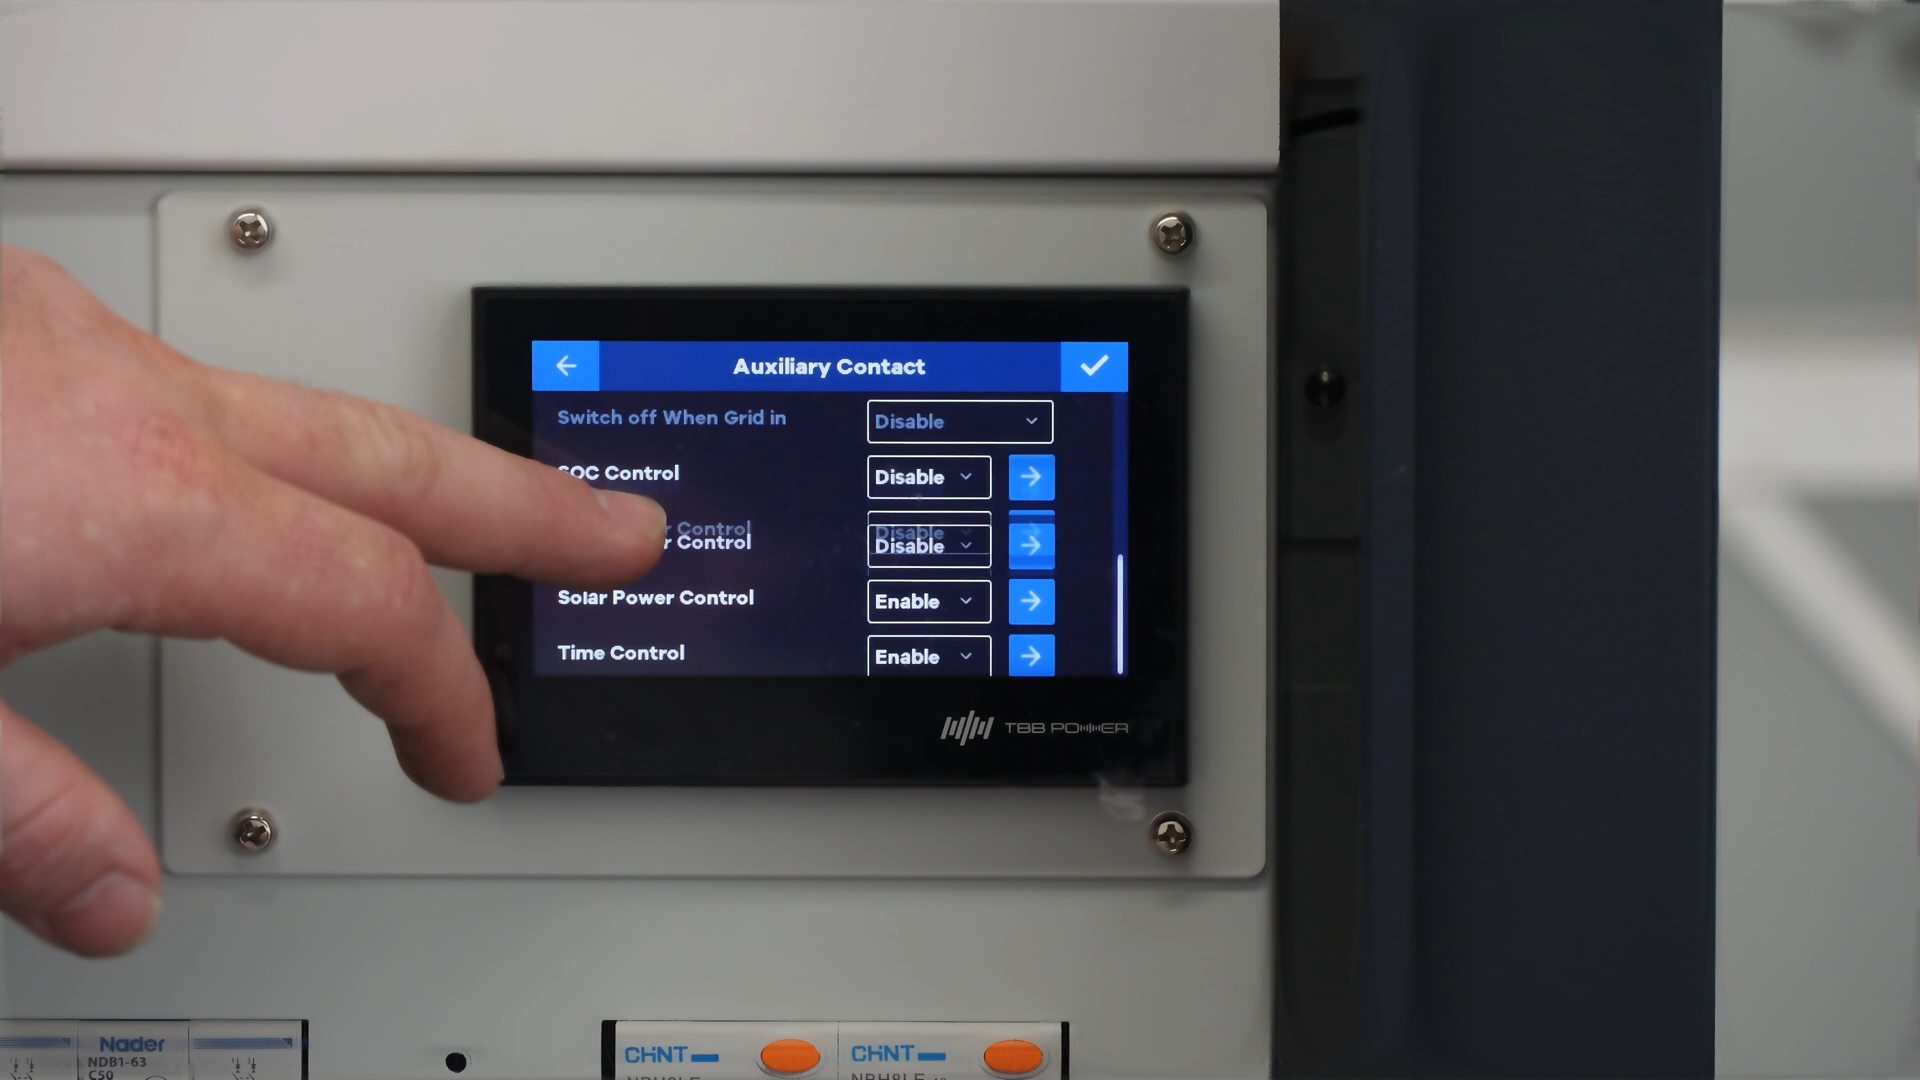 Auxiliary Contact
Switch off When Grid in Disable
SOC Control Disable
Control Disable
Control Disable
Solar Power Control Enable
Time Control Enable
TBB POWER
Nader
NDB1-63
C50
CHNT
CHNT